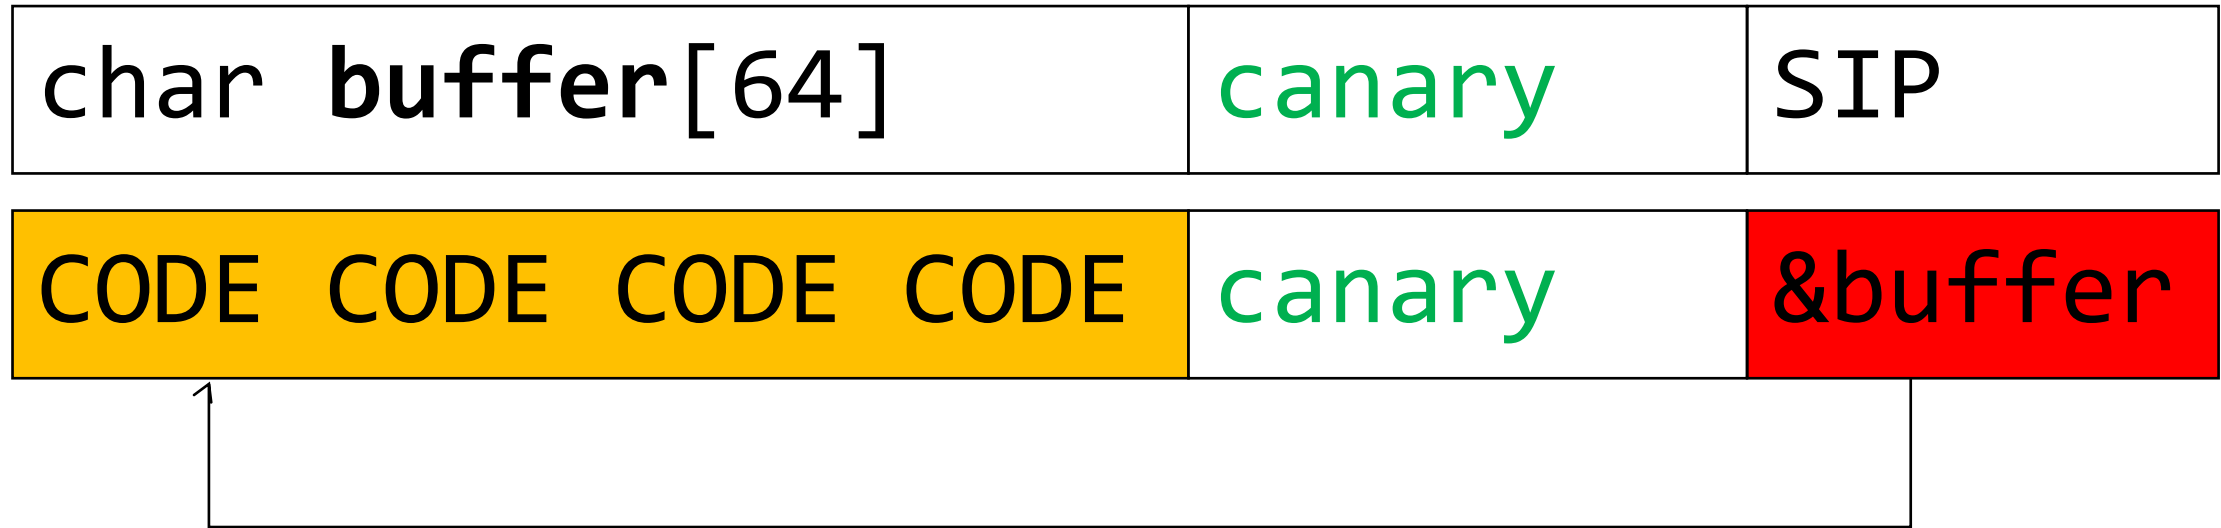 char buffer[64] canary SIP
CODE CODE CODE CODE canary &buffer